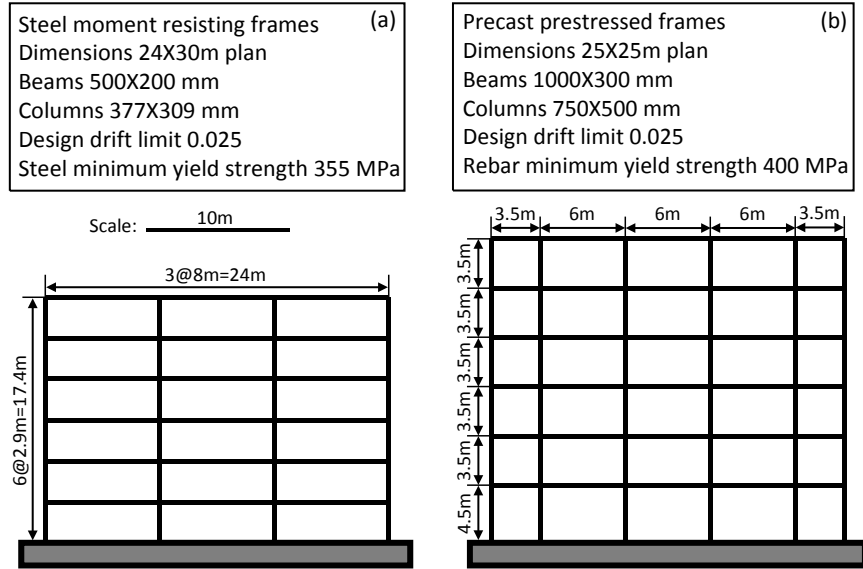 Steel moment resisting frames (a)
Dimensions 24X30m plan
Beams 500X200 mm
Columns 377X309 mm
Design drift limit 0.025
Steel minimum yield strength 355 MPa
Precast prestressed frames (b)
Dimensions 25X25m plan
Beams 1000X300 mm
Columns 750X500 mm
Design drift limit 0.025
Rebar minimum yield strength 400 MPa
Scale: 10m
3@8m=24m
6@2.9m=17.4m
3.5m 6m 6m 6m 3.5m
3.5m
3.5m
3.5m
3.5m
3.5m
4.5m